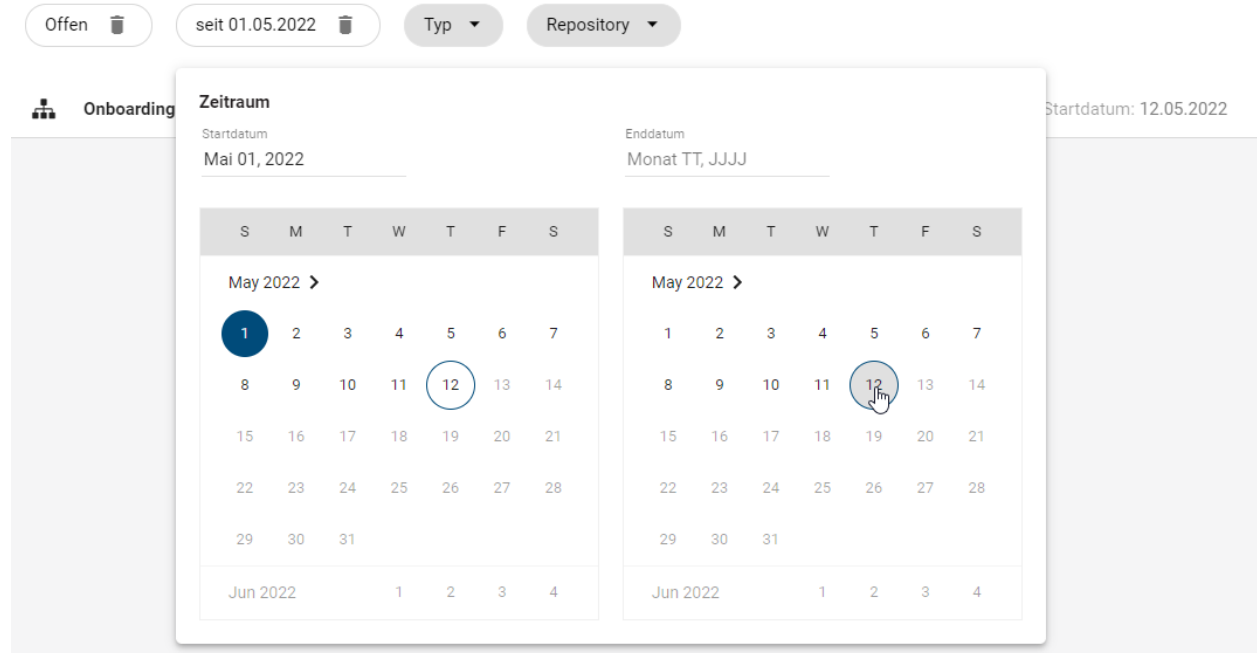 Offen seit 01.05.2022 Typ Repository
Onboarding
Startdatum: 12.05.2022
Zeitraum
Startdatum Enddatum
Mai 01, 2022 Monat TT, JJJJ
S M T W T F S S M T W T F S
May 2022 May 2022
1 2 3 4 5 6 7 1 2 3 4 5 6 7
8 9 10 11 12 13 14 8 9 10 11 12 13 14
15 16 17 18 19 20 21 15 16 17 18 19 20 21
22 23 24 25 26 27 28 22 23 24 25 26 27 28
29 30 31 29 30 31
Jun 2022 1 2 3 4 Jun 2022 1 2 3 4